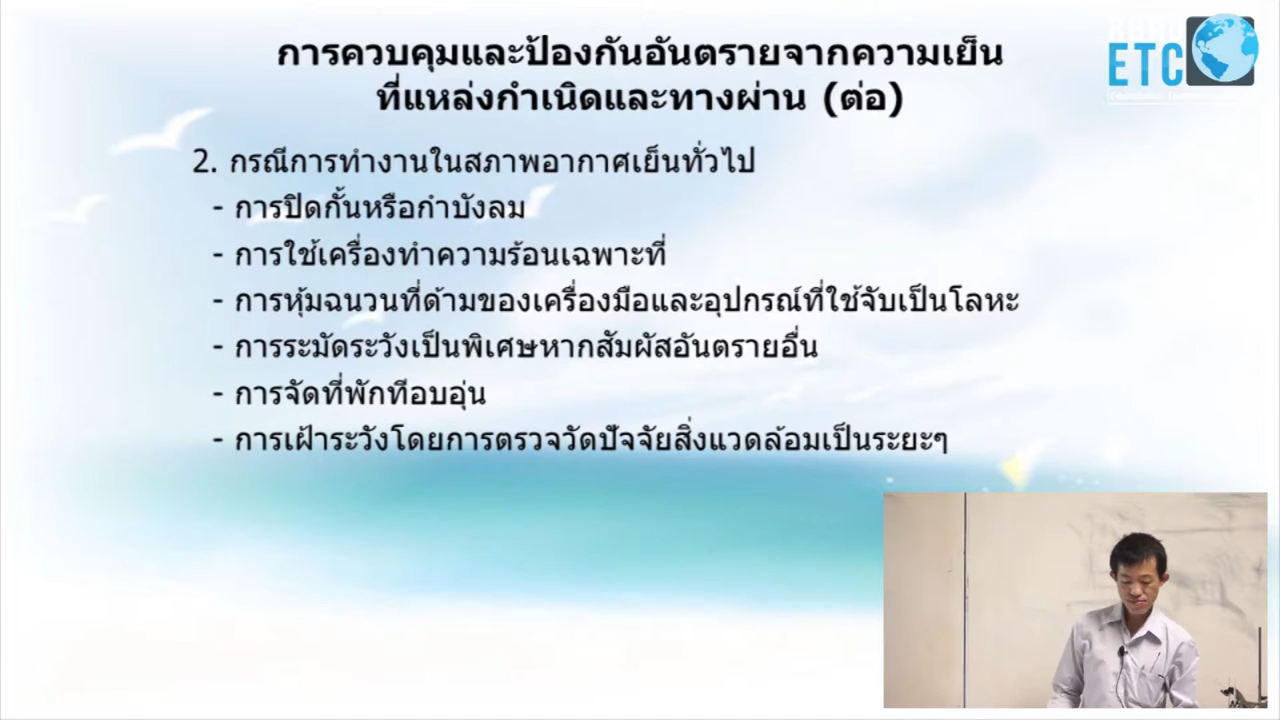 การควบคุมและป้องกันอันตรายจากความเย็น
ที่แหล่งกำเนิดและทางผ่าน (ต่อ)
ETC
2. กรณีการทำงานในสภาพอากาศเย็นทั่วไป
- การปิดกั้นหรือกำบังลม
- การใช้เครื่องทำความร้อนเฉพาะที่
- การหุ้มฉนวนที่ด้ามของเครื่องมือและอุปกรณ์ที่ใช้จับเป็นโลหะ
- การระมัดระวังเป็นพิเศษหากสัมผัสอันตรายอื่น
- การจัดที่พักทีอบอุ่น
- การเฝ้าระวังโดยการตรวจวัดปัจจัยสิ่งแวดล้อมเป็นระยะๆ